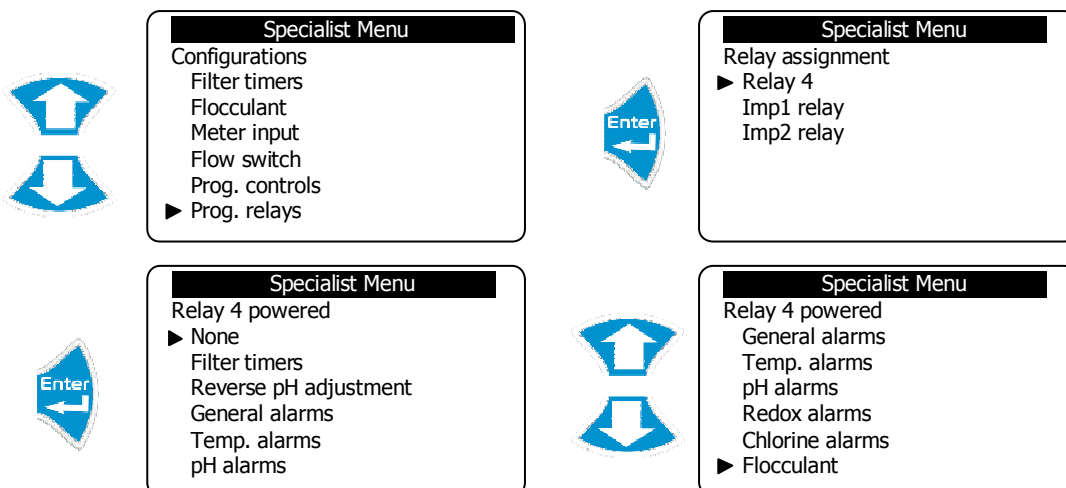 Specialist Menu
Configurations
Filter timers
Flocculant
Meter input
Flow switch
Prog. controls
Prog. relays
Enter
Specialist Menu
Relay assignment
Relay 4
Imp1 relay
Imp2 relay
Enter
Specialist Menu
Relay 4 powered
None
Filter timers
Reverse pH adjustment
General alarms
Temp. alarms
pH alarms
Specialist Menu
Relay 4 powered
General alarms
Temp. alarms
pH alarms
Redox alarms
Chlorine alarms
Flocculant